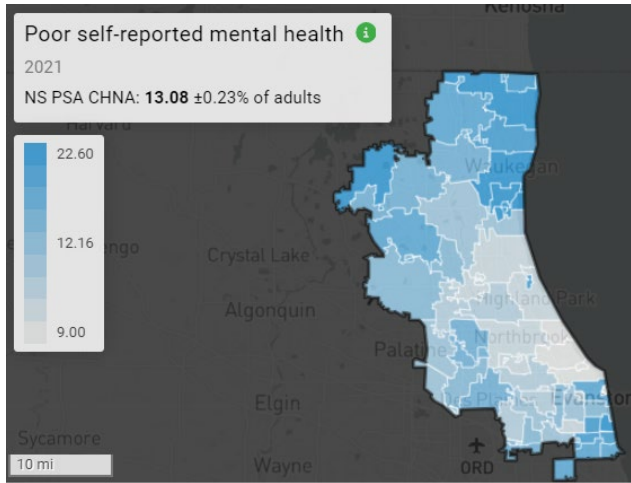 Kenosha
Poor self-reported mental health i
2021
NS PSA CHNA: 13.08 ±0.23% of adults
Harvard
22.60
Waukegan
12.16
engo
Crystal Lake
Highland Park
Algonquin
9.00
Northbrook
Palatine
Des Plaines
Evanston
Elgin
Sycamore
10 mi
Wayne
ORD